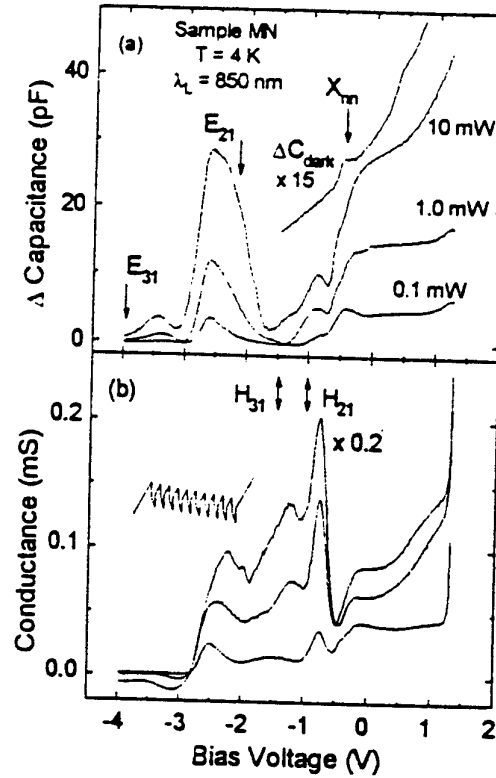 (a)
Sample MN
T = 4 K
λL = 850 nm
40
20
0
Δ Capacitance (pF)
E31
E21
Xnn
ΔCdark
x 15
10 mW
1.0 mW
0.1 mW
(b)
H31
H21
x 0.2
0.2
0.1
0.0
Conductance (mS)
-4 -3 -2 -1 0 1 2
Bias Voltage (V)